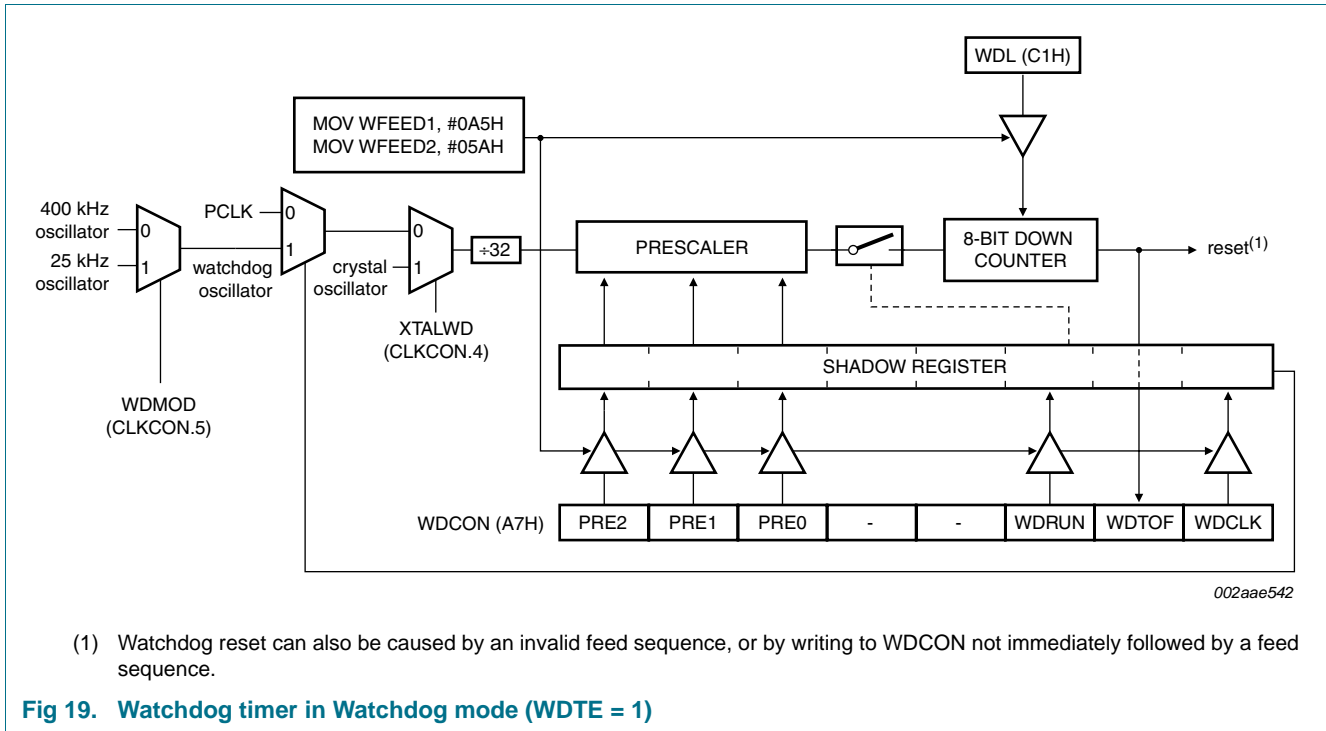 WDL (C1H)
MOV WFEED1, #0A5H
MOV WFEED2, #05AH
400 kHz
oscillator
25 kHz
oscillator
0
1
PCLK
0
1
watchdog
oscillator
0
1
crystal
oscillator
÷32
PRESCALER
8-BIT DOWN
COUNTER
reset(1)
XTALWD
(CLKCON.4)
WDMOD
(CLKCON.5)
SHADOW REGISTER
WDCON (A7H)
PRE2
PRE1
PRE0
-
-
WDRUN
WDTOF
WDCLK
002aae542
(1) Watchdog reset can also be caused by an invalid feed sequence, or by writing to WDCON not immediately followed by a feed
sequence.
Fig 19. Watchdog timer in Watchdog mode (WDTE = 1)